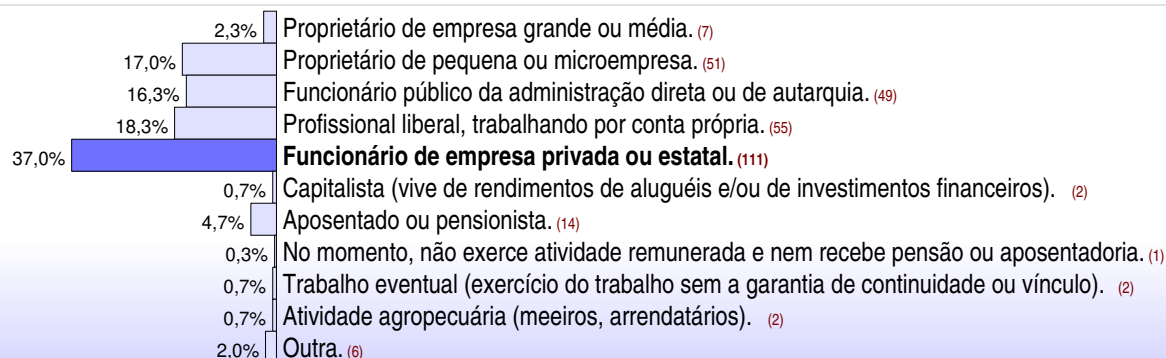 2,3% Proprietário de empresa grande ou média. (7)
17,0% Proprietário de pequena ou microempresa. (51)
16,3% Funcionário público da administração direta ou de autarquia. (49)
18,3% Profissional liberal, trabalhando por conta própria. (55)
37,0% Funcionário de empresa privada ou estatal. (111)
0,7% Capitalista (vive de rendimentos de aluguéis e/ou de investimentos financeiros). (2)
4,7% Aposentado ou pensionista. (14)
0,3% No momento, não exerce atividade remunerada e nem recebe pensão ou aposentadoria. (1)
0,7% Trabalho eventual (exercício do trabalho sem a garantia de continuidade ou vínculo). (2)
0,7% Atividade agropecuária (meeiros, arrendatários). (2)
2,0% Outra. (6)